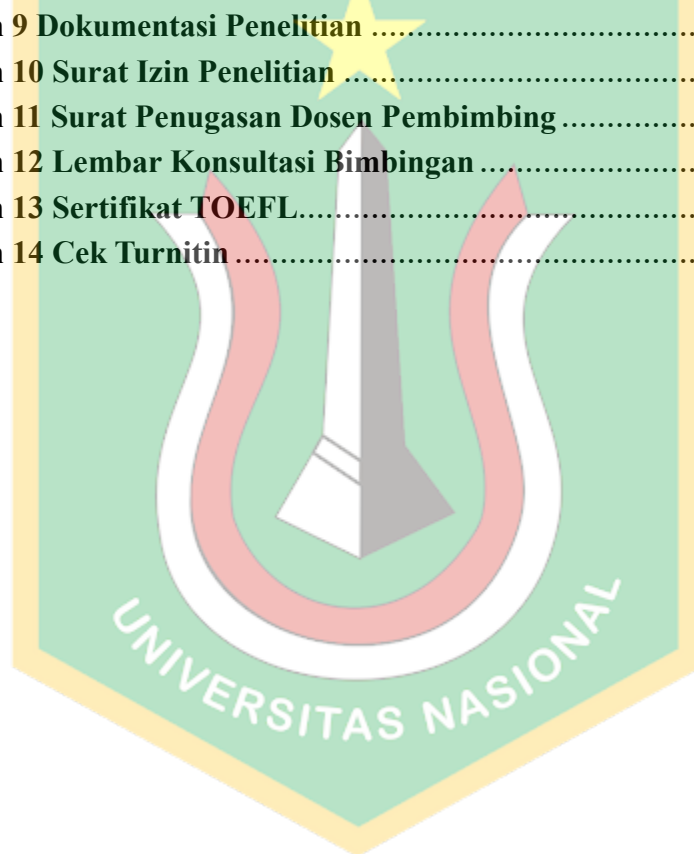 n 9 Dokumentasi Penelitian ........................................
n 10 Surat Izin Penelitian ...........................................
n 11 Surat Penugasan Dosen Pembimbing ................
n 12 Lembar Konsultasi Bimbingan ..........................
n 13 Sertifikat TOEFL.................................................
n 14 Cek Turnitin ........................................................
UNIVERSITAS NASIONAL